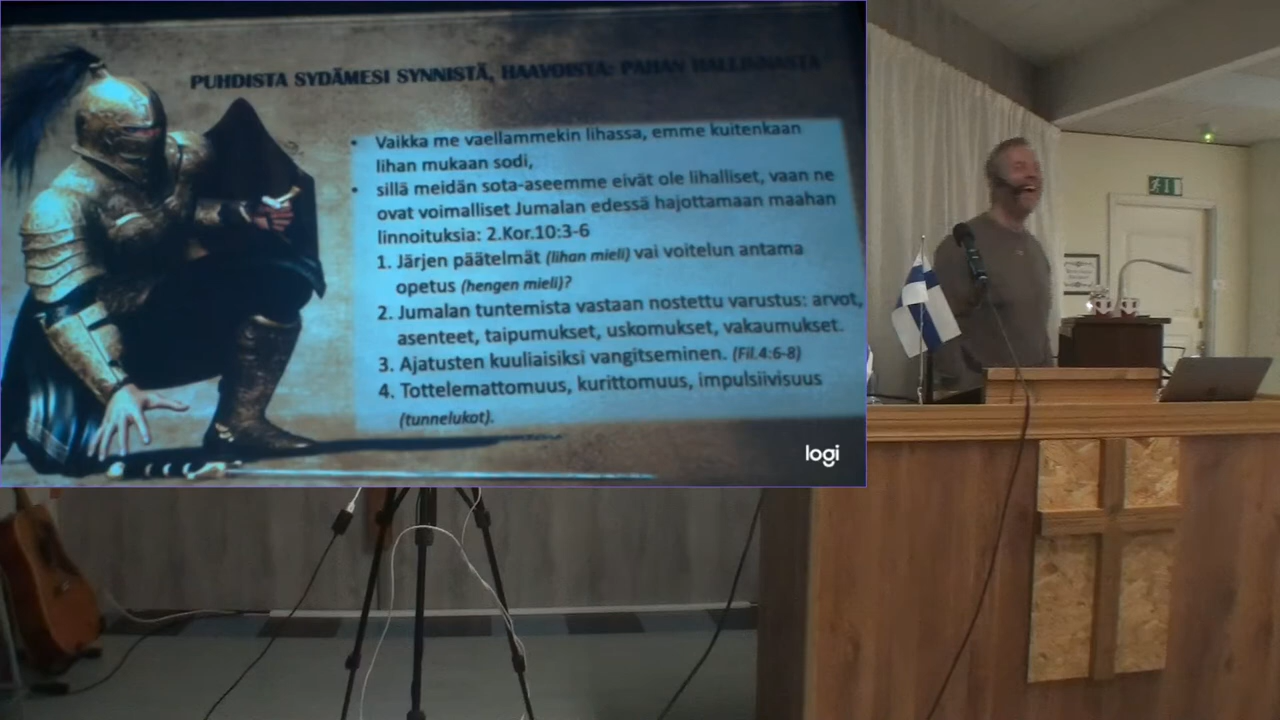 PUHDISTA SYDÄMESI SYNNISTÄ, HAAVOISTA: PAHAN HALLINNASTA
• Vaikka me vaellammekin lihassa, emme kuitenkaan
lihan mukaan sodi,
• sillä meidän sota-aseemme eivät ole lihalliset, vaan ne
ovat voimalliset Jumalan edessä hajottamaan maahan
linnoituksia: 2.Kor.10:3-6
1. Järjen päätelmät (lihan mieli) vai voitelun antama
opetus (hengen mieli)?
2. Jumalan tuntemista vastaan nostettu varustus: arvot,
asenteet, taipumukset, uskomukset, vakaumukset.
3. Ajatusten kuuliaisiksi vangitseminen. (Fil.4:6-8)
4. Tottelemattomuus, kurittomuus, impulsiivisuus
(tunnelukot).
logi